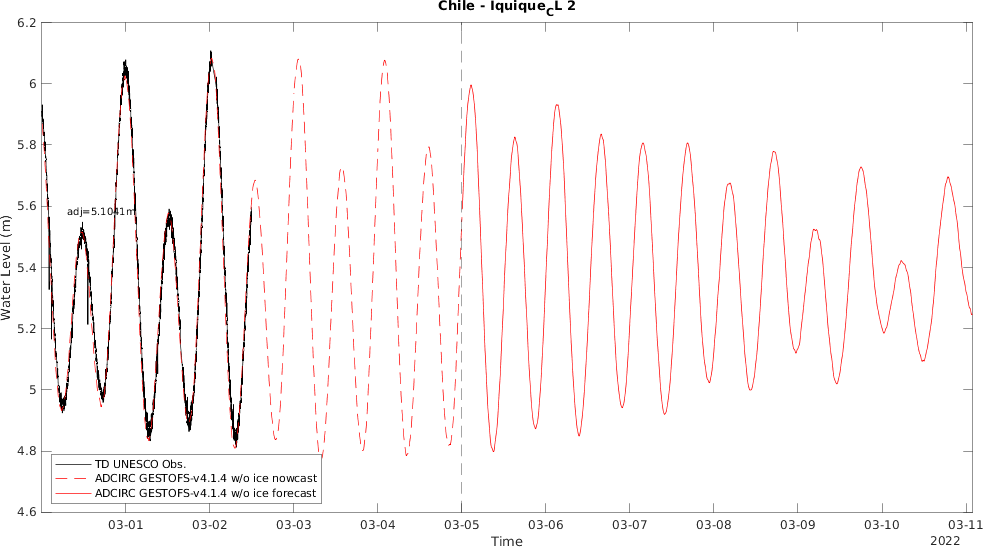 Chile - Iquique_CL 2
6.2
6
5.8
5.6
5.4
5.2
5
4.8
4.6
Water Level (m)
adj=5.1041m
TD UNESCO Obs.
ADCIRC GESTOFS-v4.1.4 w/o ice nowcast
ADCIRC GESTOFS-v4.1.4 w/o ice forecast
03-01 03-02 03-03 03-04 03-05 03-06 03-07 03-08 03-09 03-10 03-11
Time
2022